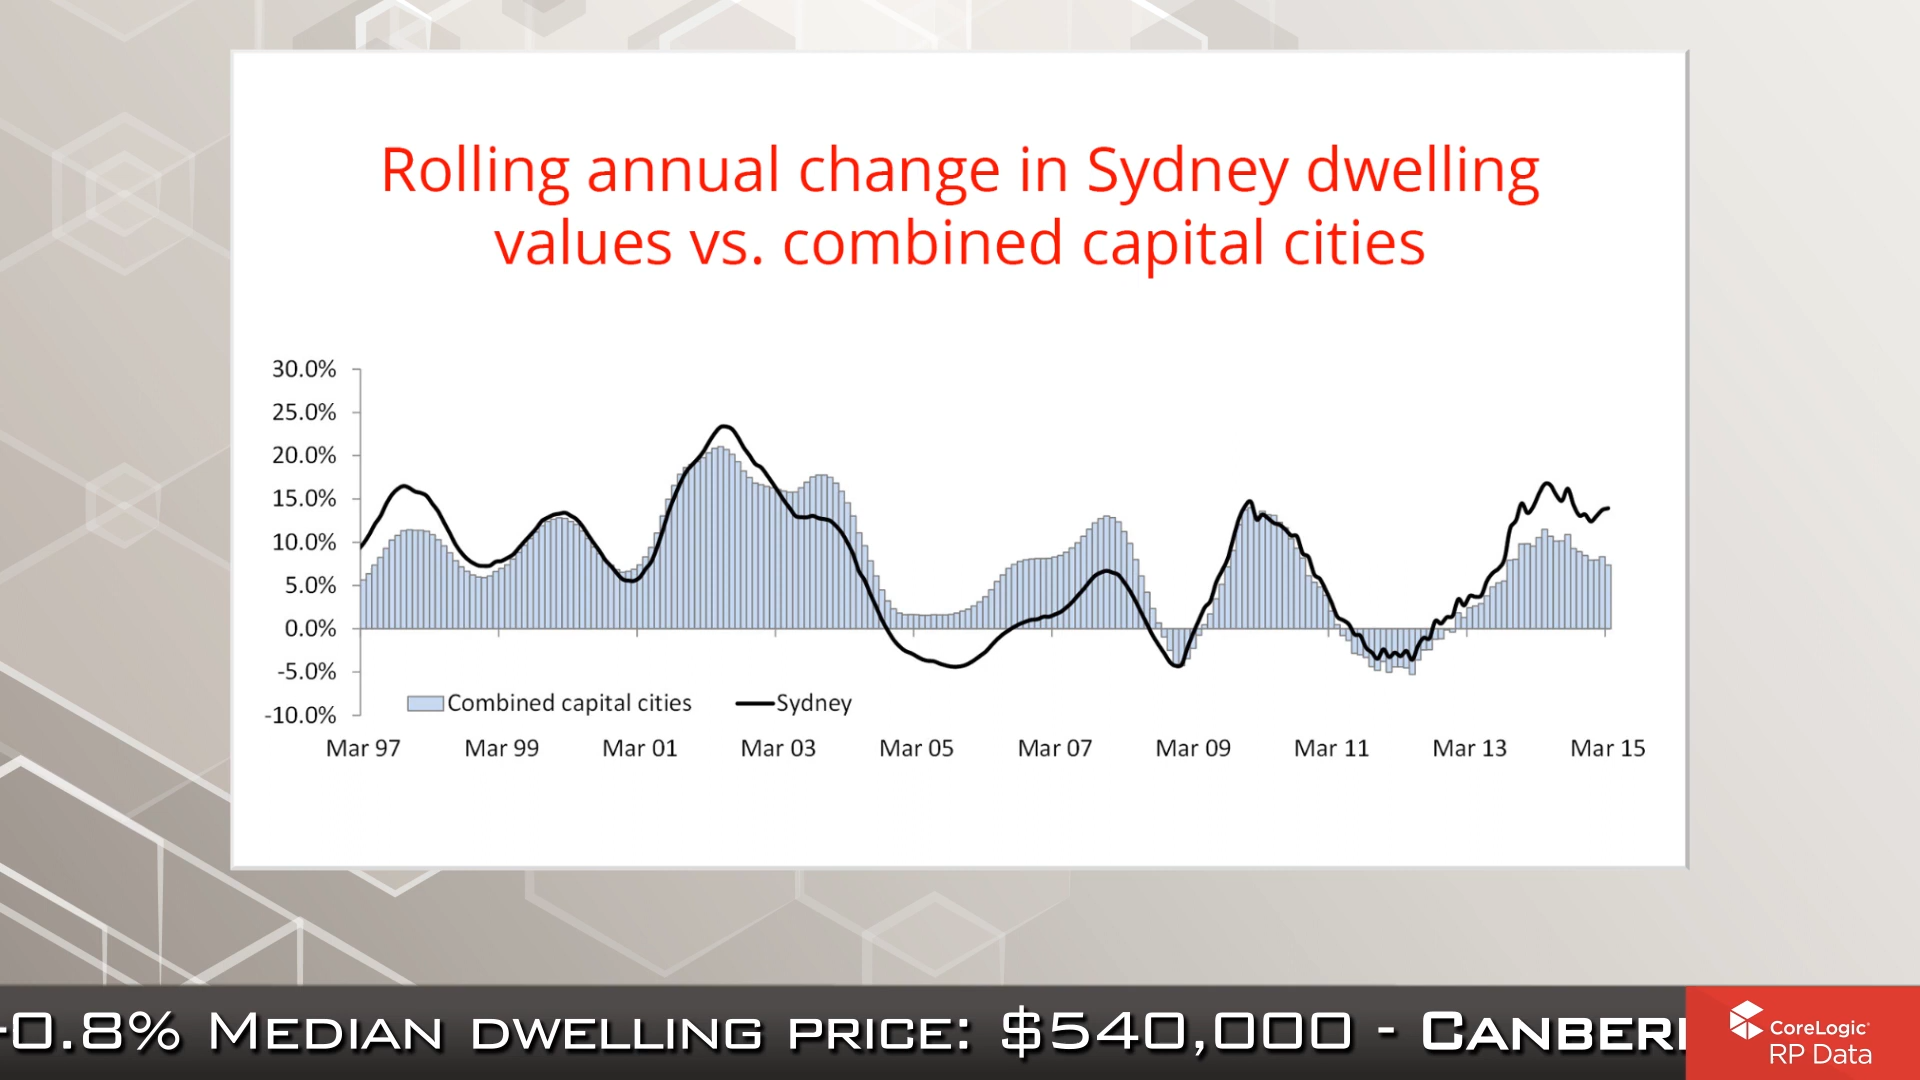 Rolling annual change in Sydney dwelling
values vs. combined capital cities
30.0%
25.0%
20.0%
15.0%
10.0%
5.0%
0.0%
-5.0%
-10.0%
Combined capital cities
Sydney
Mar 97 Mar 99 Mar 01 Mar 03 Mar 05 Mar 07 Mar 09 Mar 11 Mar 13 Mar 15
0.8% MEDIAN DWELLING PRICE: $540,000 -
CoreLogic
RP Data